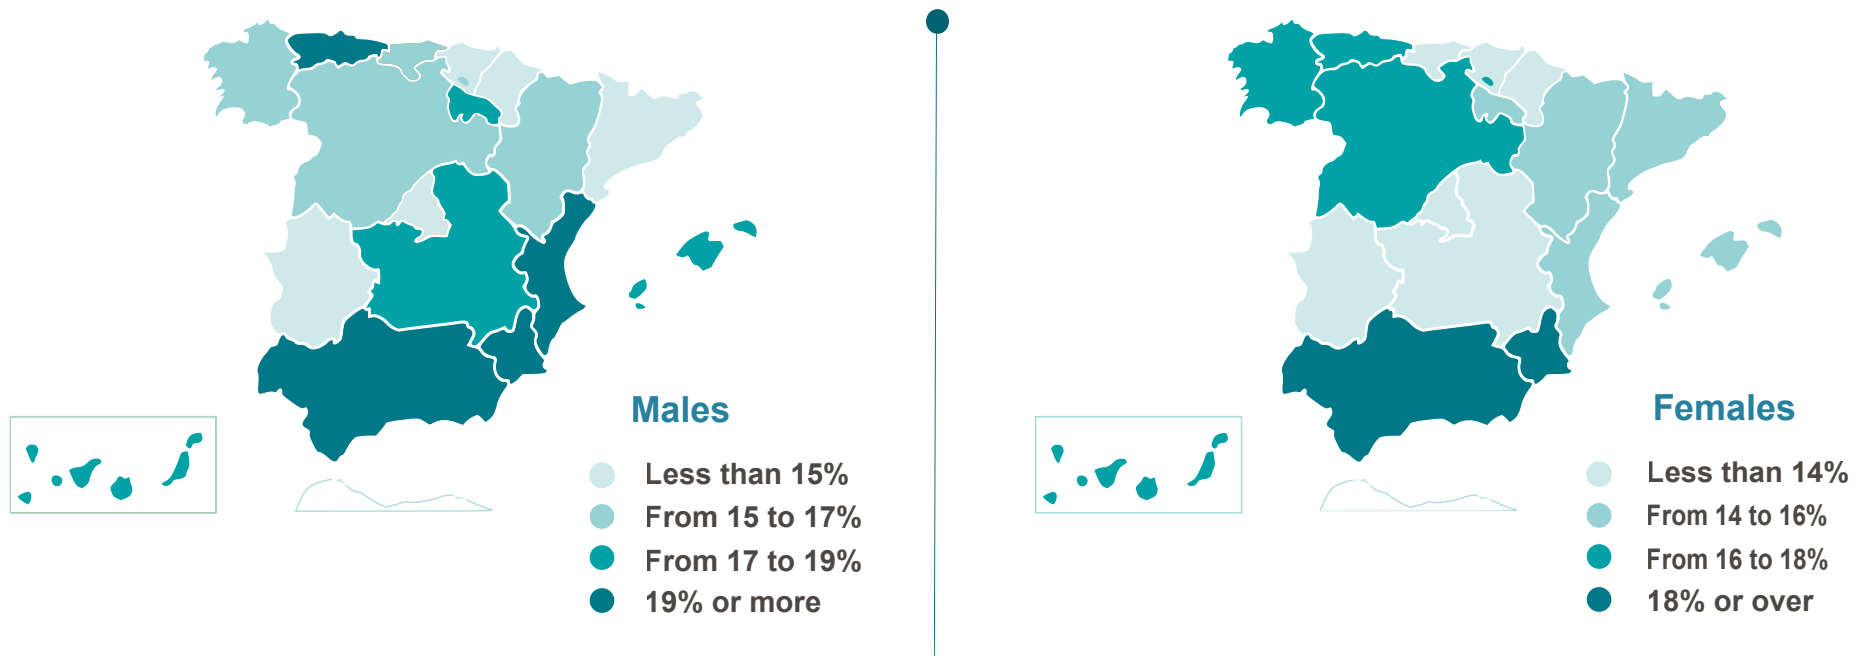 Males
Less than 15%
From 15 to 17%
From 17 to 19%
19% or more
Females
Less than 14%
From 14 to 16%
From 16 to 18%
18% or over